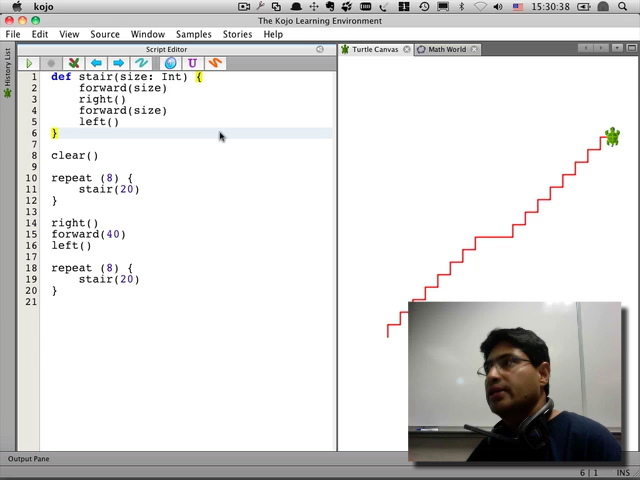 kojo
15:30:38
The Kojo Learning Environment
File Edit View Source Window Samples Stories Help
Script Editor
Turtle Canvas
Math World
History List
U
1 def stair(size: Int) {
2 forward(size)
3 right()
4 forward(size)
5 left()
6 }
7
8 clear()
9
10 repeat (8) {
11 stair(20)
12 }
13
14 right()
15 forward(40)
16 left()
17
18 repeat (8) {
19 stair(20)
20 }
21
Output Pane
6 | 1 INS